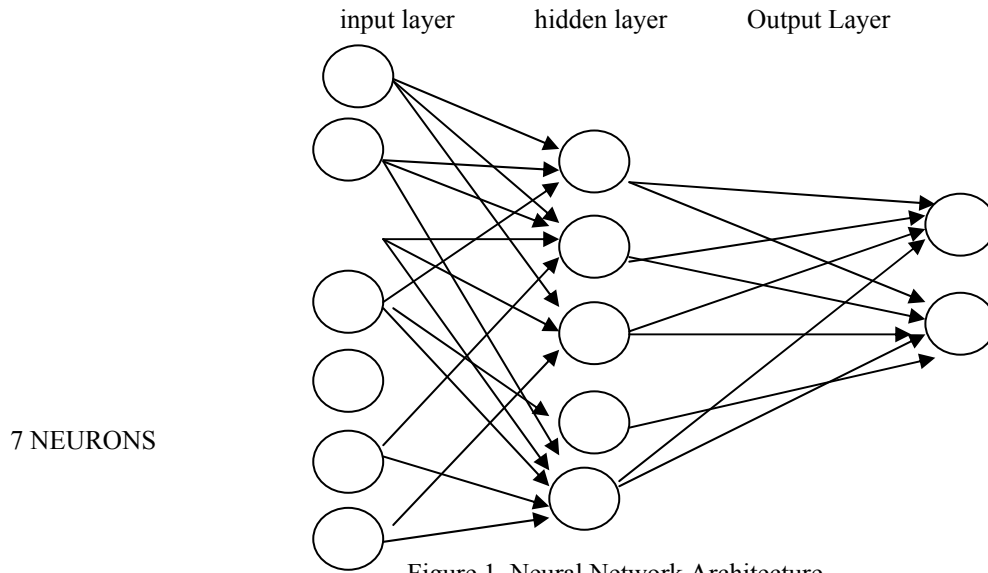 input layer hidden layer Output Layer
7 NEURONS
Figure 1. Neural Network Architecture